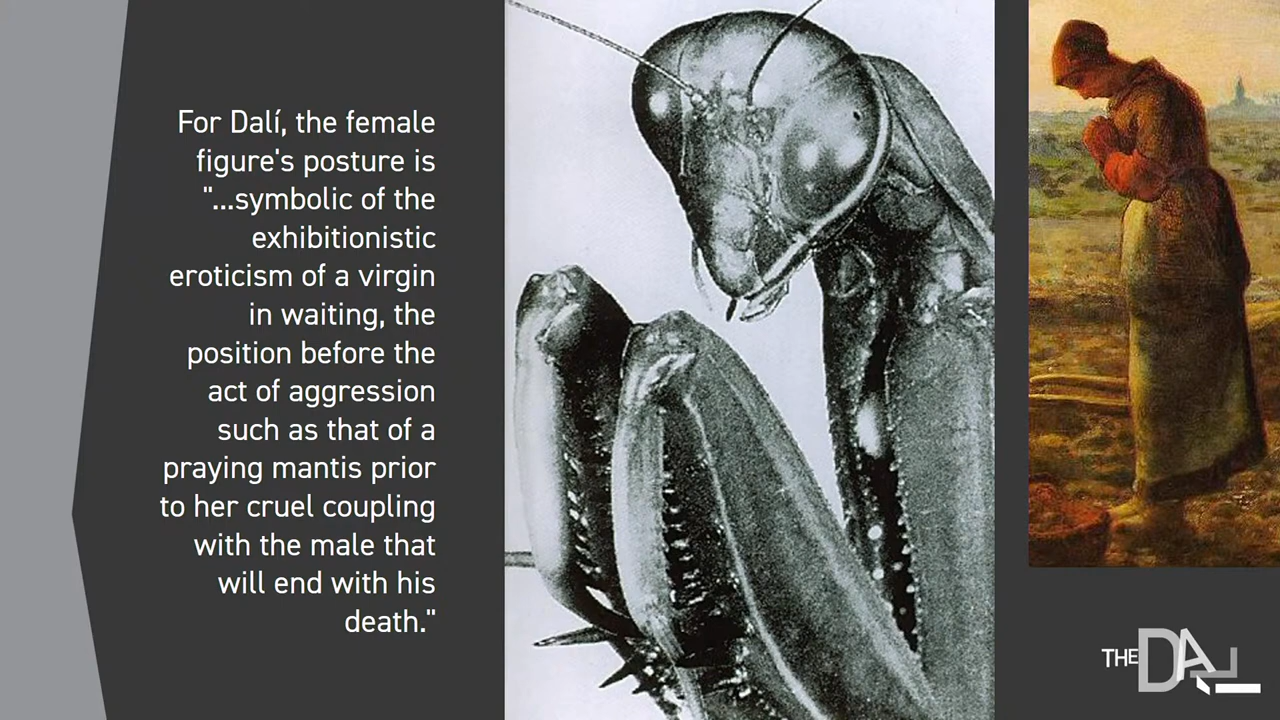 For Dalí, the female
figure's posture is
"...symbolic of the
exhibitionistic
eroticism of a virgin
in waiting, the
position before the
act of aggression
such as that of a
praying mantis prior
to her cruel coupling
with the male that
will end with his
death."
THE DALÍ